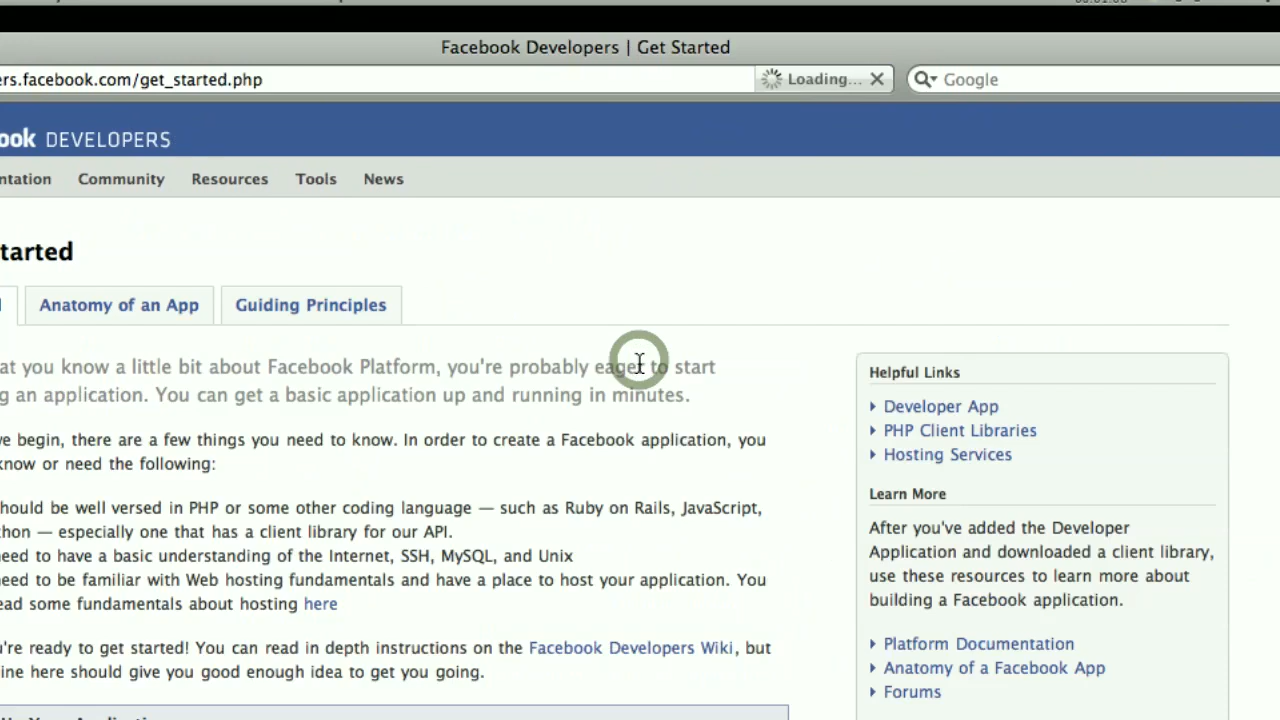 Facebook Developers | Get Started
ers.facebook.com/get_started.php
Loading...
Google
ook DEVELOPERS
ntation Community Resources Tools News
tarted
Anatomy of an App Guiding Principles
at you know a little bit about Facebook Platform, you're probably eager to start
g an application. You can get a basic application up and running in minutes.
ve begin, there are a few things you need to know. In order to create a Facebook application, you
know or need the following:
hould be well versed in PHP or some other coding language — such as Ruby on Rails, JavaScript,
thon — especially one that has a client library for our API.
need to have a basic understanding of the Internet, SSH, MySQL, and Unix
need to be familiar with Web hosting fundamentals and have a place to host your application. You
ead some fundamentals about hosting here
u're ready to get started! You can read in depth instructions on the Facebook Developers Wiki, but
ine here should give you good enough idea to get you going.
Helpful Links
Developer App
PHP Client Libraries
Hosting Services
Learn More
After you've added the Developer
Application and downloaded a client library,
use these resources to learn more about
building a Facebook application.
Platform Documentation
Anatomy of a Facebook App
Forums